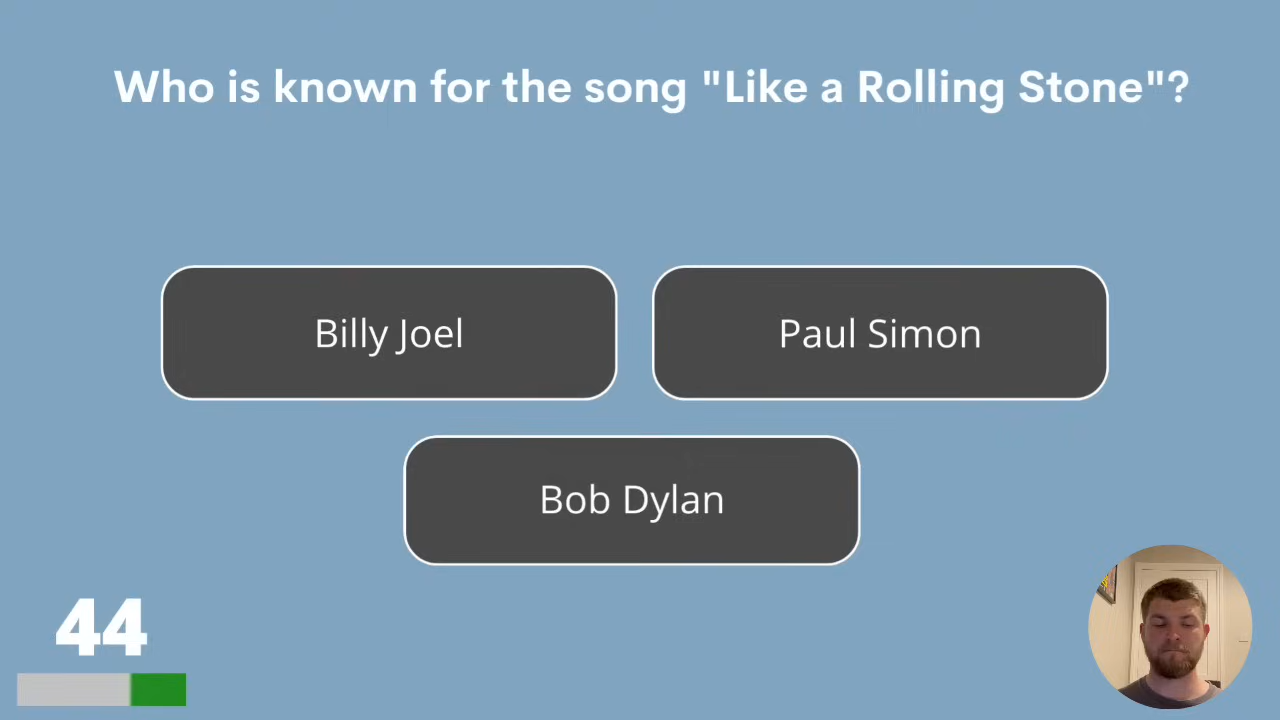 Who is known for the song "Like a Rolling Stone"?
Billy Joel
Paul Simon
Bob Dylan
44